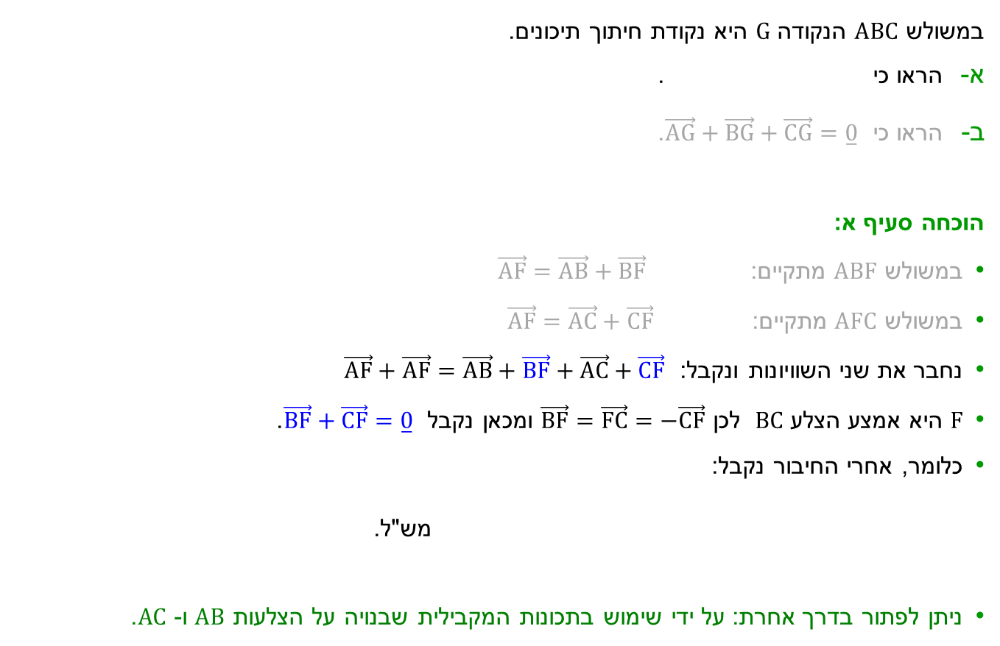 במשולש ABC הנקודה G היא נקודת חיתוך תיכונים.
א- הראו כי .
ב- הראו כי $\overrightarrow{AG} + \overrightarrow{BG} + \overrightarrow{CG} = \underline{0}$.
הוכחה סעיף א:
• במשולש ABF מתקיים: $\overrightarrow{AF} = \overrightarrow{AB} + \overrightarrow{BF}$
• במשולש AFC מתקיים: $\overrightarrow{AF} = \overrightarrow{AC} + \overrightarrow{CF}$
• נחבר את שני השוויונות ונקבל: $\overrightarrow{AF} + \overrightarrow{AF} = \overrightarrow{AB} + \overrightarrow{BF} + \overrightarrow{AC} + \overrightarrow{CF}$
• F היא אמצע הצלע BC לכן $\overrightarrow{BF} = \overrightarrow{FC} = -\overrightarrow{CF}$ ומכאן נקבל $\overrightarrow{BF} + \overrightarrow{CF} = \underline{0}$.
• כלומר, אחרי החיבור נקבל:
מש"ל.
• ניתן לפתור בדרך אחרת: על ידי שימוש בתכונות המקבילית שבנויה על הצלעות AB ו- AC.